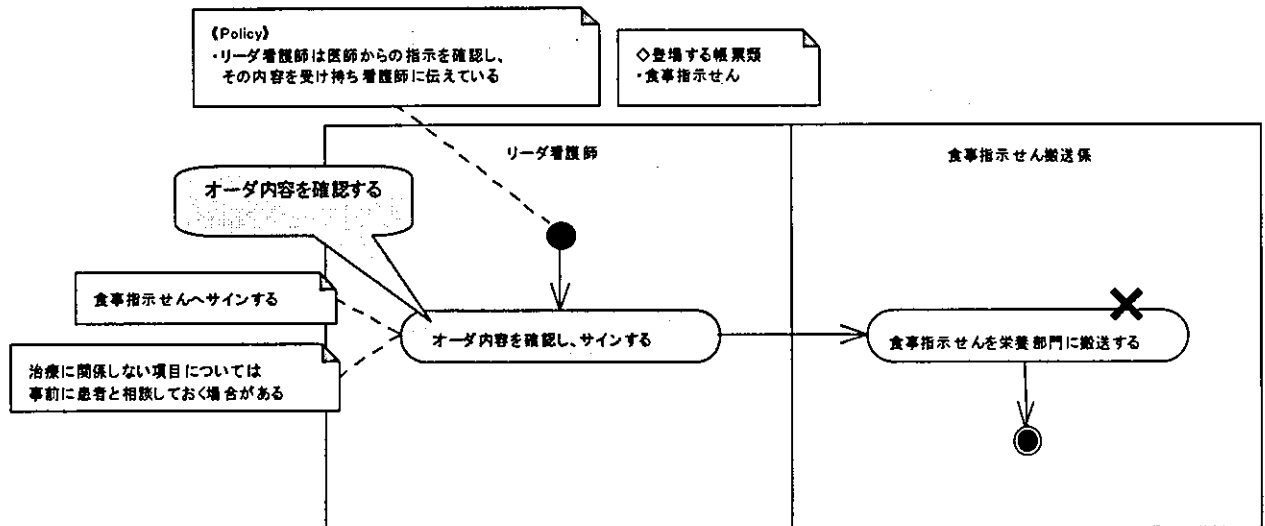 《Policy》
・リーダ看護師は医師からの指示を確認し、
その内容を受け持ち看護師に伝えている
◇登場する帳票類
・食事指示せん
リーダ看護師
食事指示せん搬送係
オーダ内容を確認する
食事指示せんへサインする
オーダ内容を確認し、サインする
食事指示せんを栄養部門に搬送する
治療に関係しない項目については
事前に患者と相談しておく場合がある